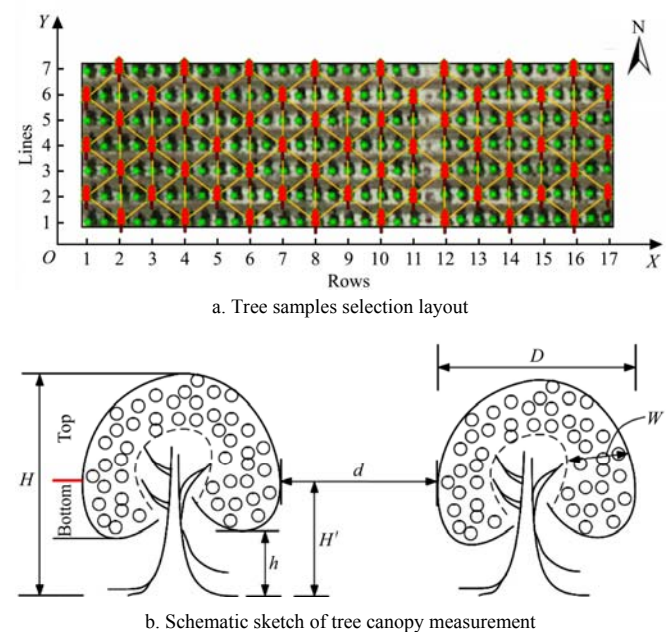 Y
N
7
6
5
4
3
2
1
Lines
O
1 2 3 4 5 6 7 8 9 10 11 12 13 14 15 16 17
X
Rows
a. Tree samples selection layout
D
Top
W
H
d
Bottom
H'
h
b. Schematic sketch of tree canopy measurement